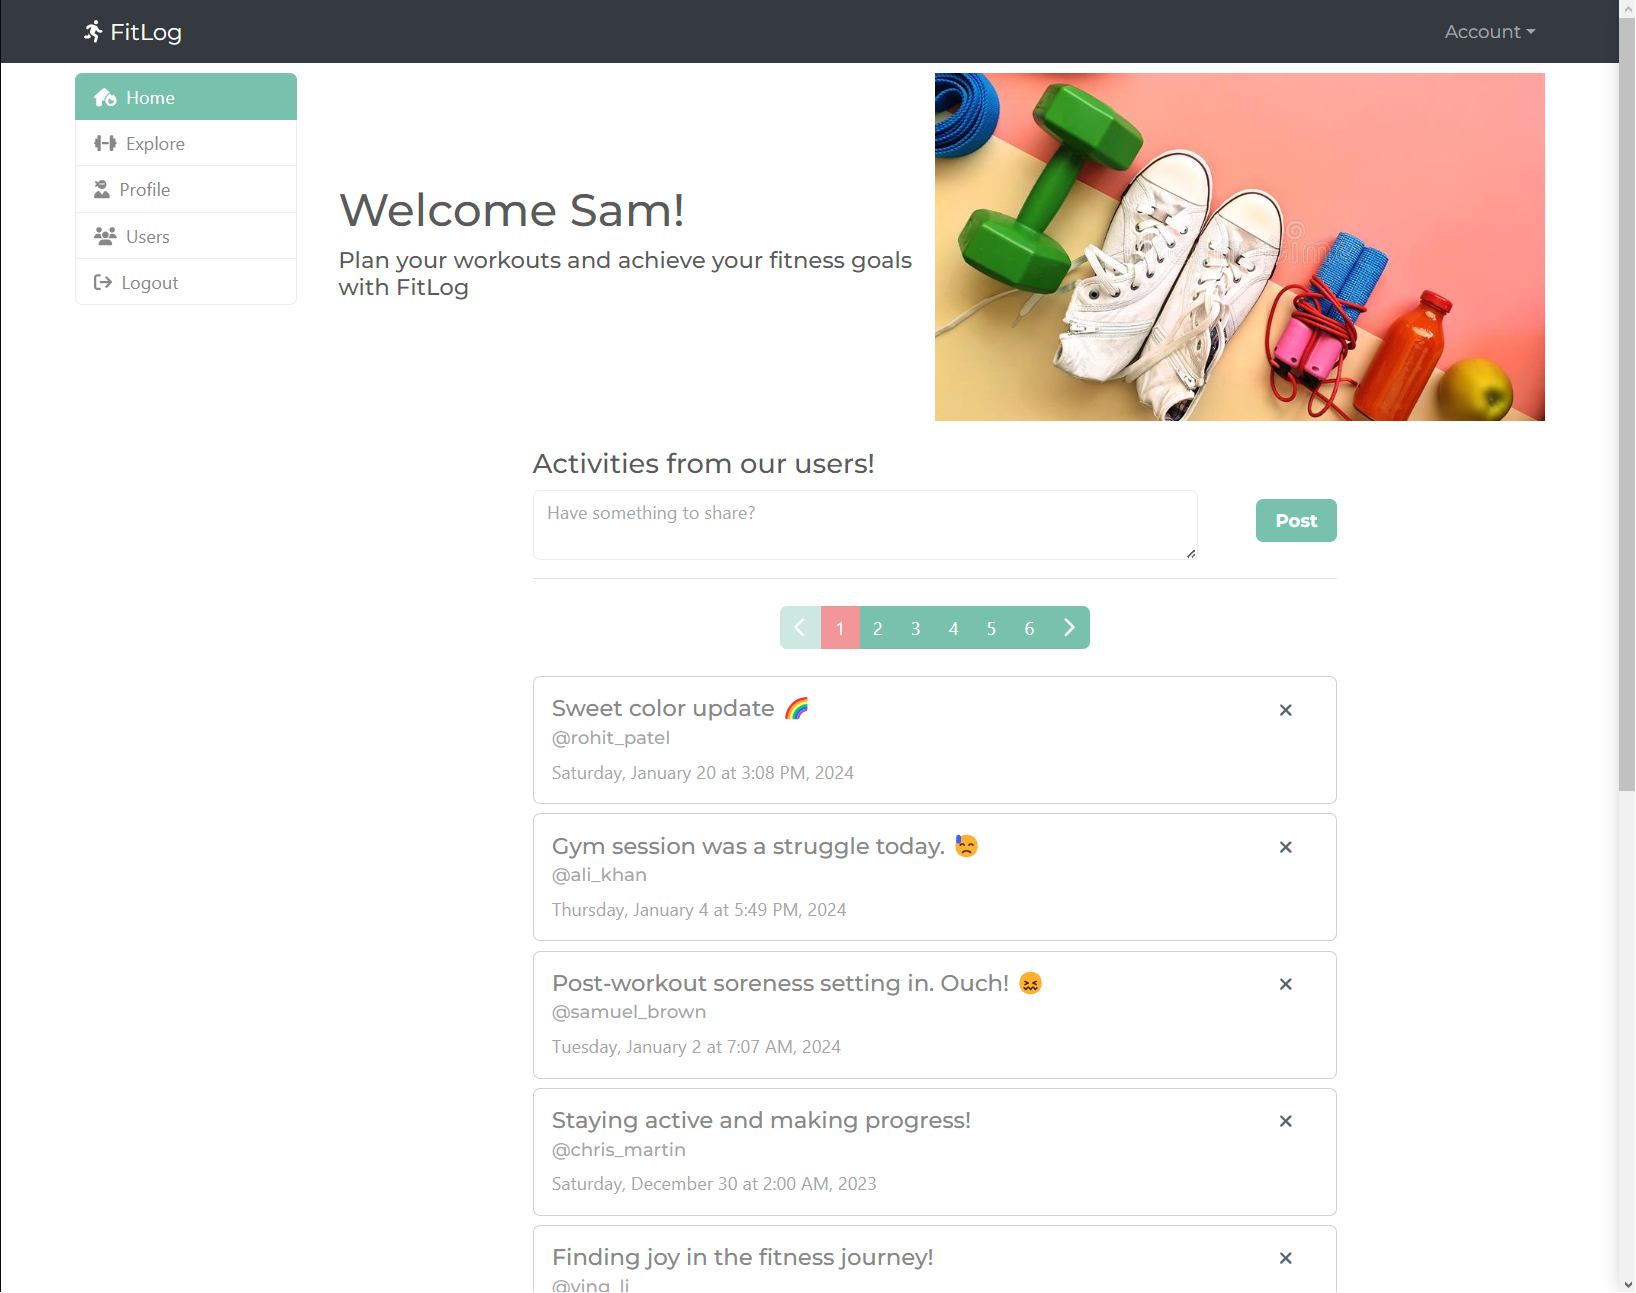 FitLog
Account
Home
Explore
Profile
Users
Logout
Welcome Sam!
Plan your workouts and achieve your fitness goals
with FitLog
Activities from our users!
Have something to share?
Post
1 2 3 4 5 6
Sweet color update 🌈
@rohit_patel
Saturday, January 20 at 3:08 PM, 2024
Gym session was a struggle today. 😓
@ali_khan
Thursday, January 4 at 5:49 PM, 2024
Post-workout soreness setting in. Ouch! 😖
@samuel_brown
Tuesday, January 2 at 7:07 AM, 2024
Staying active and making progress!
@chris_martin
Saturday, December 30 at 2:00 AM, 2023
Finding joy in the fitness journey!
@ying_li